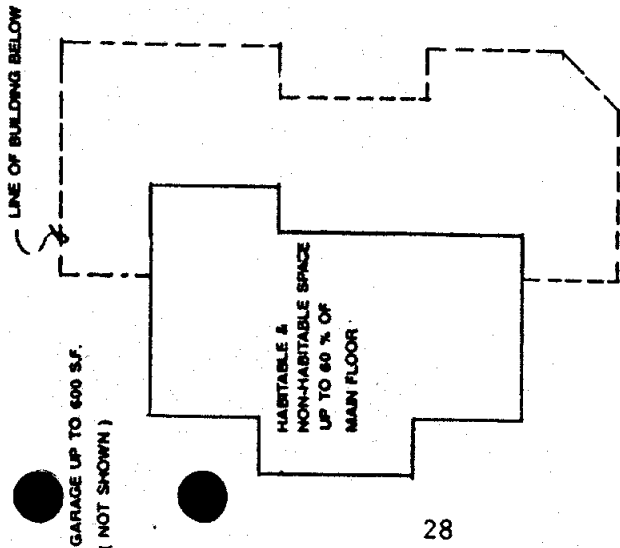 LINE OF BUILDING BELOW
HABITABLE &
NON-HABITABLE SPACE
UP TO 60 % OF
MAIN FLOOR
GARAGE UP TO 600 S.F.
( NOT SHOWN )
28